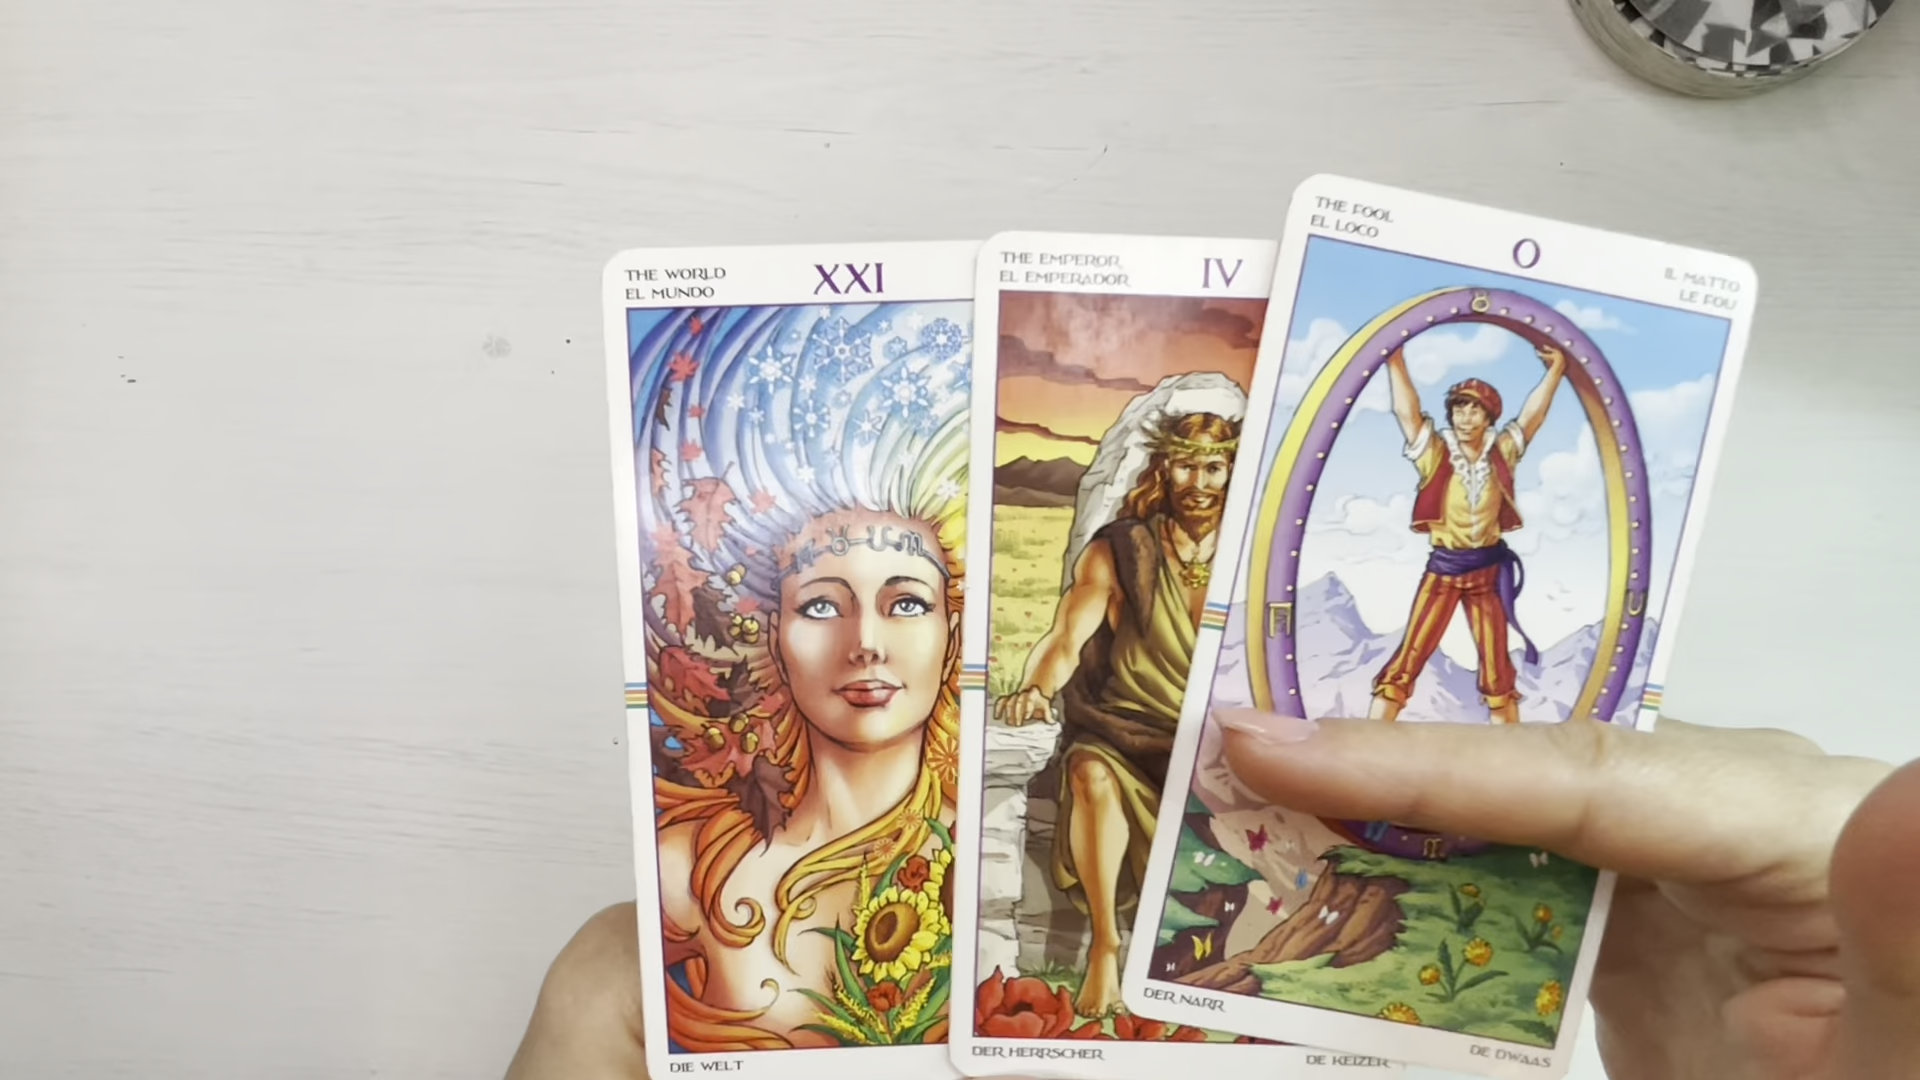 THE WORLD
EL MUNDO
XXI
DIE WELT
THE EMPEROR
EL EMPERADOR
IV
DER HERRSCHER
DE KEIZER
THE FOOL
EL LOCO
0
IL MATTO
LE FOU
DER NARR
DE DWAAS